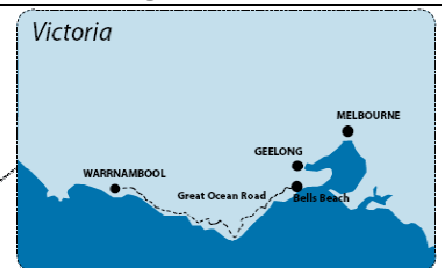 Victoria
MELBOURNE
GEELONG
WARRNAMBOOL
Great Ocean Road
Bells Beach